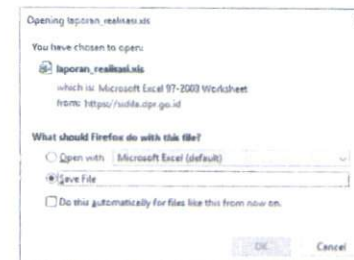 Opening laporan_realisasi.xls
You have chosen to open:
laporan_realisasi.xls
which is: Microsoft Excel 97-2003 Worksheet
from: https://sidda.dpr.go.id
What should Firefox do with this file?
Open with Microsoft Excel (default)
Save File
Do this automatically for files like this from now on.
OK Cancel